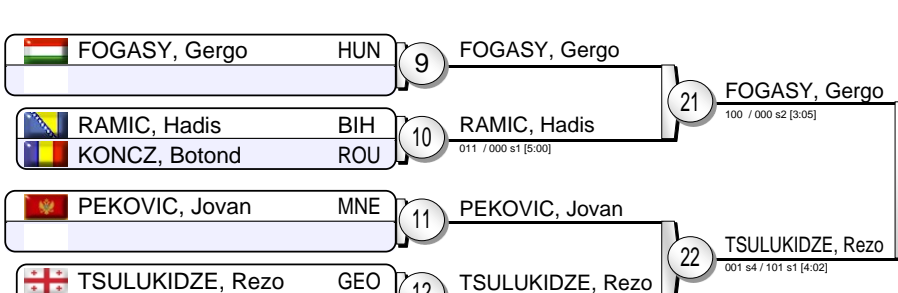 FOGASY, Gergo HUN
9
FOGASY, Gergo
21
FOGASY, Gergo
100 / 000 s2 [3:05]
RAMIC, Hadis BIH
KONCZ, Botond ROU
10
RAMIC, Hadis
011 / 000 s1 [5:00]
PEKOVIC, Jovan MNE
11
PEKOVIC, Jovan
22
TSULUKIDZE, Rezo
001 s4 / 101 s1 [4:02]
TSULUKIDZE, Rezo GEO
12
TSULUKIDZE, Rezo